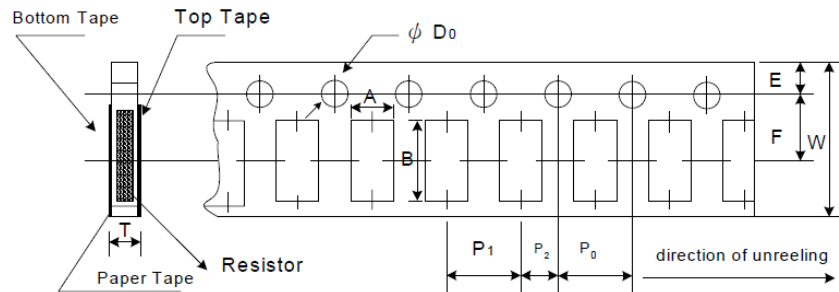 Bottom Tape
Top Tape
ϕ D0
A
B
E
F
W
T
P1
P2
P0
Resistor
Paper Tape
direction of unreeling